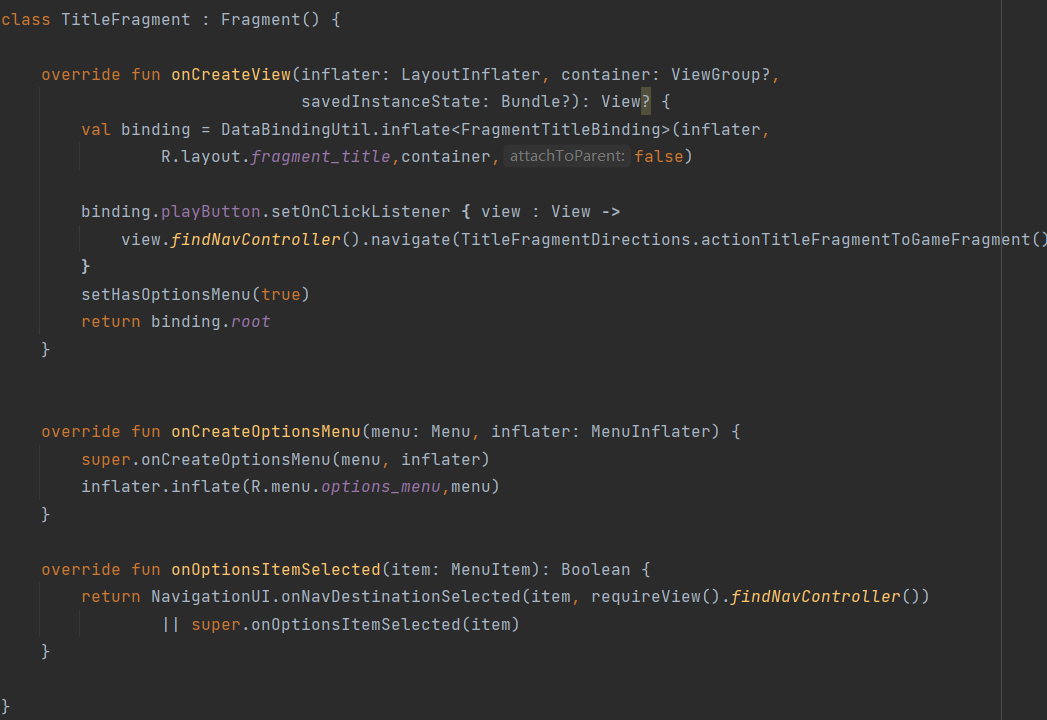 class TitleFragment : Fragment() {
override fun onCreateView(inflater: LayoutInflater, container: ViewGroup?,
savedInstanceState: Bundle?): View? {
val binding = DataBindingUtil.inflate<FragmentTitleBinding>(inflater,
R.layout.fragment_title,container, attachToParent: false)
binding.playButton.setOnClickListener { view : View ->
view.findNavController().navigate(TitleFragmentDirections.actionTitleFragmentToGameFragment()
}
setHasOptionsMenu(true)
return binding.root
}
override fun onCreateOptionsMenu(menu: Menu, inflater: MenuInflater) {
super.onCreateOptionsMenu(menu, inflater)
inflater.inflate(R.menu.options_menu,menu)
}
override fun onOptionsItemSelected(item: MenuItem): Boolean {
return NavigationUI.onNavDestinationSelected(item, requireView().findNavController())
|| super.onOptionsItemSelected(item)
}
}